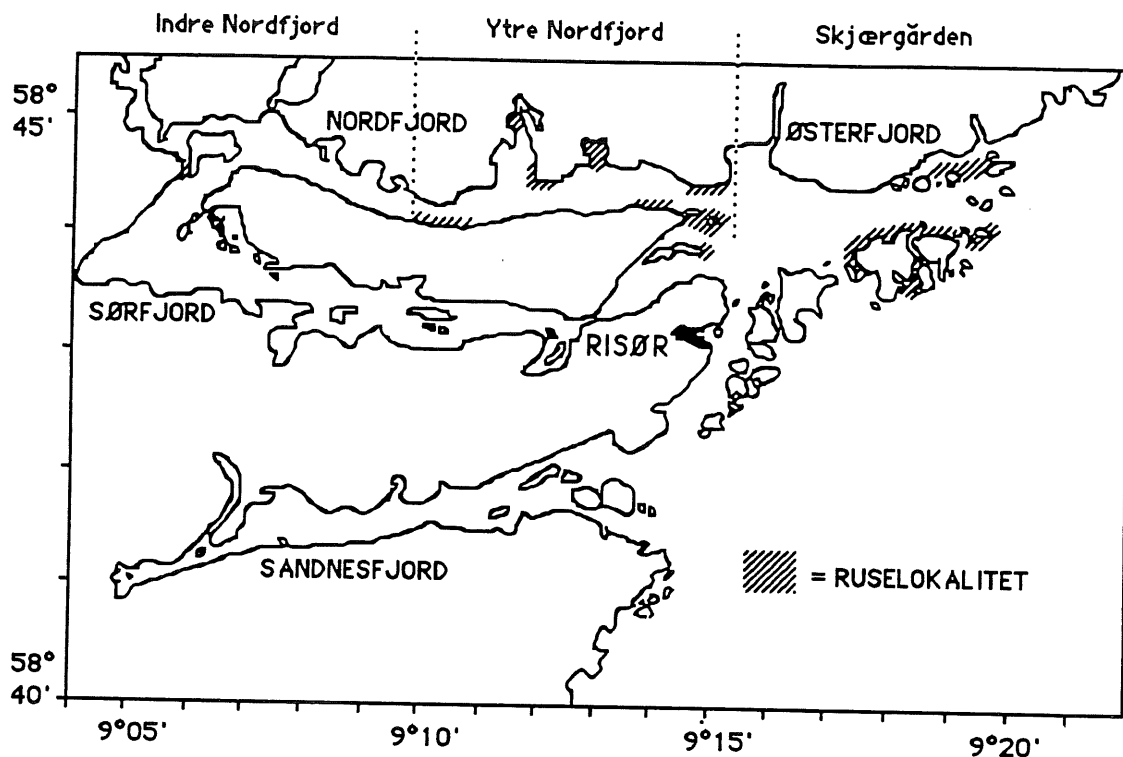 Indre Nordfjord
Ytre Nordfjord
Skjærgården
58°
45'
NORDFJORD
ØSTERFJORD
SØRFJORD
RISØR
SANDNESFJORD
= RUSELOKALITET
58°
40'
9°05'
9°10'
9°15'
9°20'